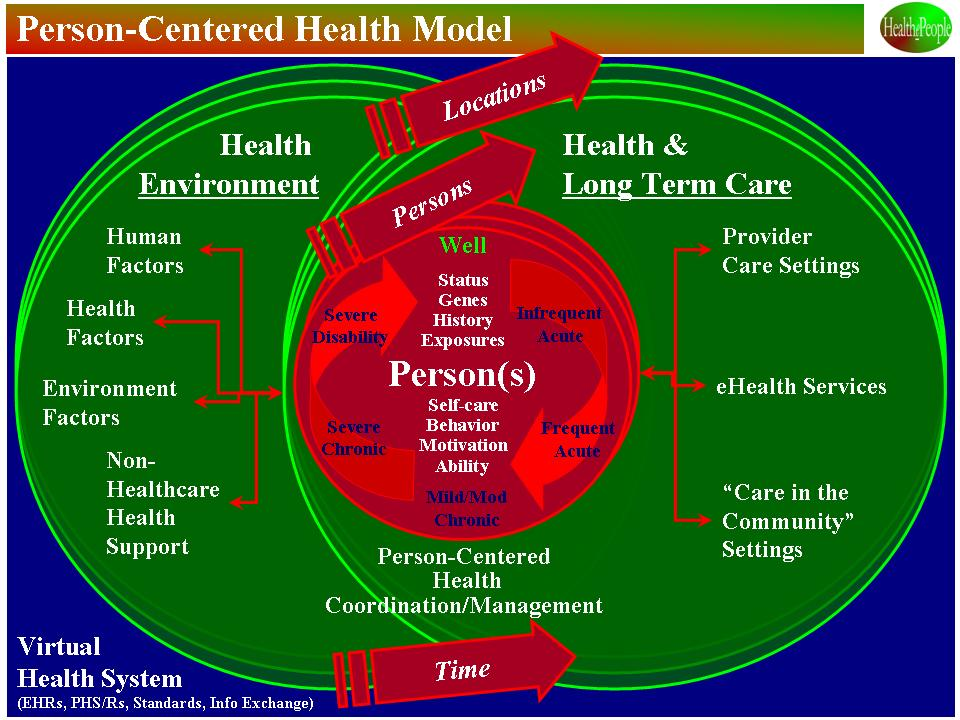 Person-Centered Health Model
Health4People
Locations
Health
Environment
Health &
Long Term Care
Persons
Human
Factors
Health
Factors
Environment
Factors
Non-
Healthcare
Health
Support
Well
Status
Genes
History
Exposures
Severe
Disability
Infrequent
Acute
Person(s)
Self-care
Behavior
Motivation
Ability
Severe
Chronic
Frequent
Acute
Mild/Mod
Chronic
Provider
Care Settings
eHealth Services
“Care in the
Community”
Settings
Person-Centered
Health
Coordination/Management
Time
Virtual
Health System
(EHRs, PHS/Rs, Standards, Info Exchange)